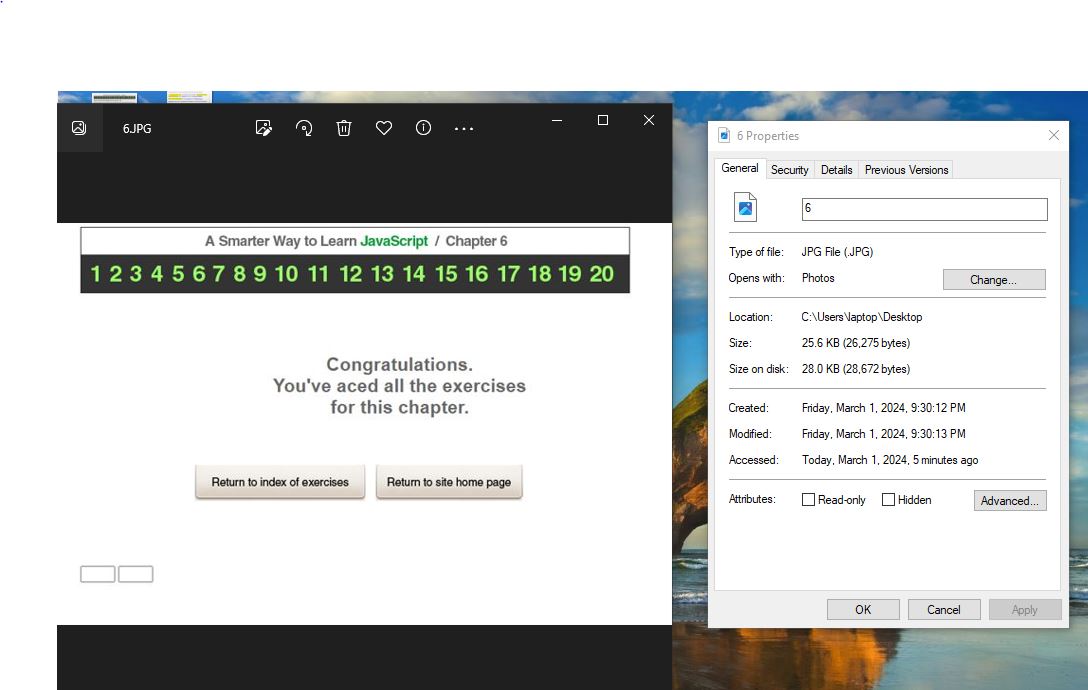 6.JPG
A Smarter Way to Learn JavaScript / Chapter 6
1 2 3 4 5 6 7 8 9 10 11 12 13 14 15 16 17 18 19 20
Congratulations.
You've aced all the exercises
for this chapter.
Return to index of exercises Return to site home page
6 Properties
General Security Details Previous Versions
6
Type of file: JPG File (.JPG)
Opens with: Photos Change...
Location: C:\Users\laptop\Desktop
Size: 25.6 KB (26,275 bytes)
Size on disk: 28.0 KB (28,672 bytes)
Created: Friday, March 1, 2024, 9:30:12 PM
Modified: Friday, March 1, 2024, 9:30:13 PM
Accessed: Today, March 1, 2024, 5 minutes ago
Attributes: Read-only Hidden Advanced...
OK Cancel Apply